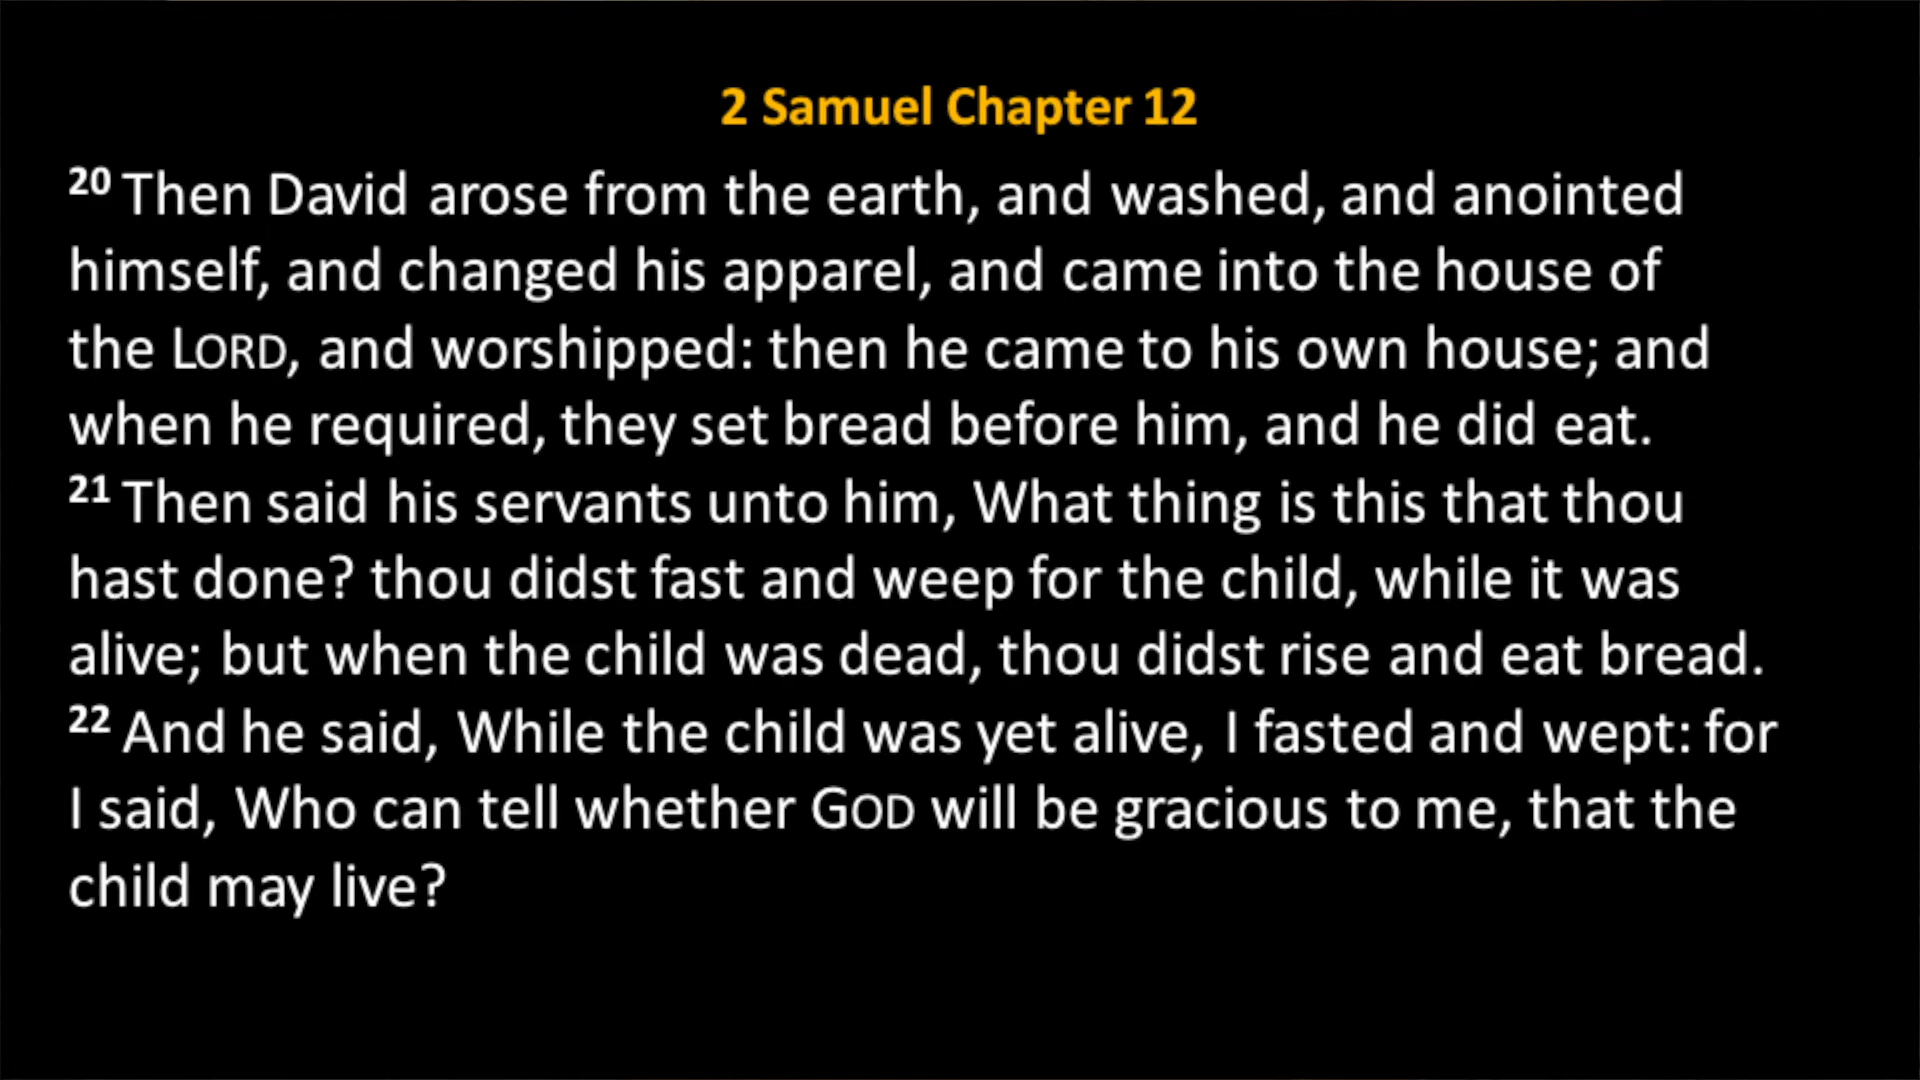 2 Samuel Chapter 12
20 Then David arose from the earth, and washed, and anointed
himself, and changed his apparel, and came into the house of
the LORD, and worshipped: then he came to his own house; and
when he required, they set bread before him, and he did eat.
21 Then said his servants unto him, What thing is this that thou
hast done? thou didst fast and weep for the child, while it was
alive; but when the child was dead, thou didst rise and eat bread.
22 And he said, While the child was yet alive, I fasted and wept: for
I said, Who can tell whether GOD will be gracious to me, that the
child may live?